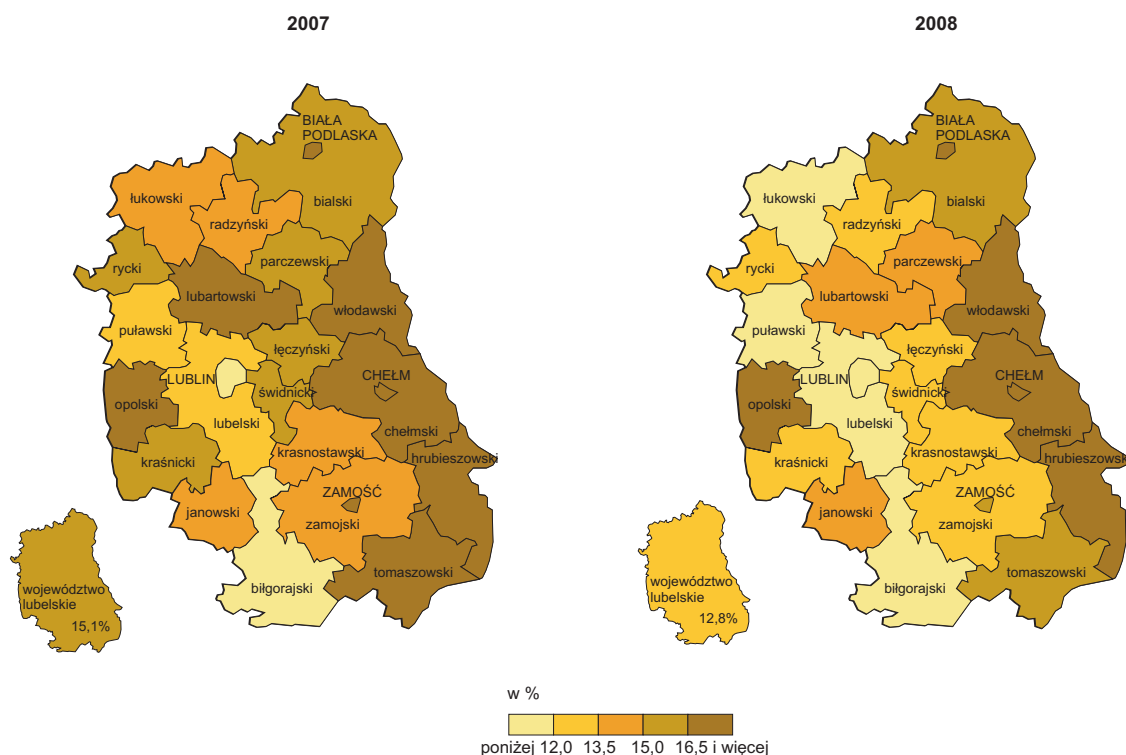 2007
BIAŁA
PODLASKA
łukowski
bialski
radzyński
rycki
parczewski
lubartowski
włodawski
puławski
łęczyński
LUBLIN
CHEŁM
świdnicki
opolski
lubelski
chełmski
krasnostawski
hrubieszowski
kraśnicki
ZAMOŚĆ
janowski
zamojski
tomaszowski
biłgorajski
województwo
lubelskie
15,1%
2008
BIAŁA
PODLASKA
łukowski
bialski
radzyński
rycki
parczewski
lubartowski
włodawski
puławski
łęczyński
LUBLIN
CHEŁM
świdnicki
opolski
lubelski
chełmski
krasnostawski
hrubieszowski
kraśnicki
ZAMOŚĆ
janowski
zamojski
tomaszowski
biłgorajski
województwo
lubelskie
12,8%
w %
poniżej 12,0 13,5 15,0 16,5 i więcej